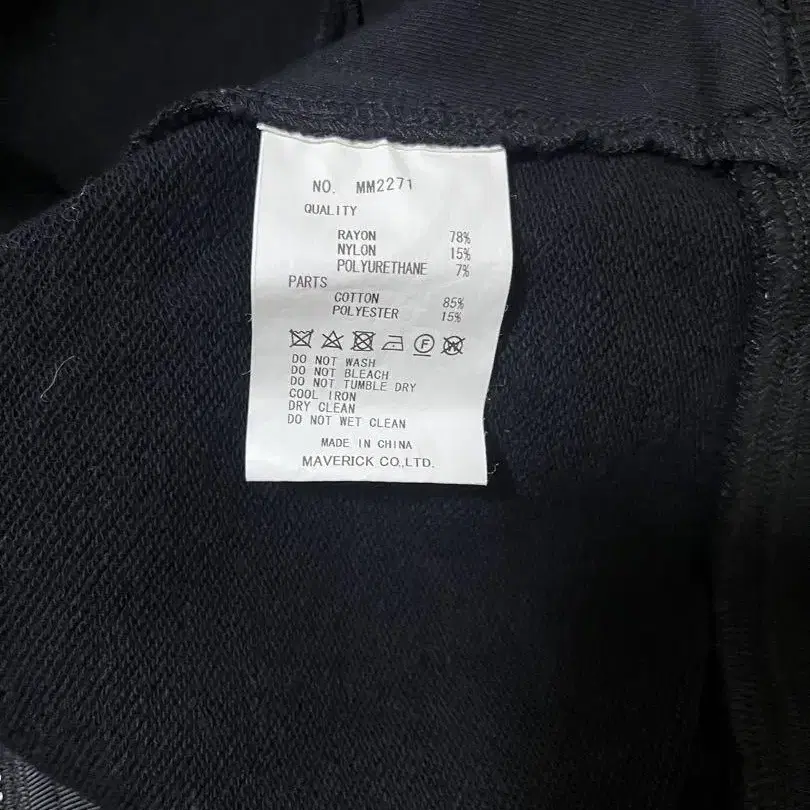 NO. MM2271
QUALITY
RAYON 78%
NYLON 15%
POLYURETHANE 7%
PARTS
COTTON 85%
POLYESTER 15%
F W
DO NOT WASH
DO NOT BLEACH
DO NOT TUMBLE DRY
COOL IRON
DRY CLEAN
DO NOT WET CLEAN
MADE IN CHINA
MAVERICK CO.,LTD.